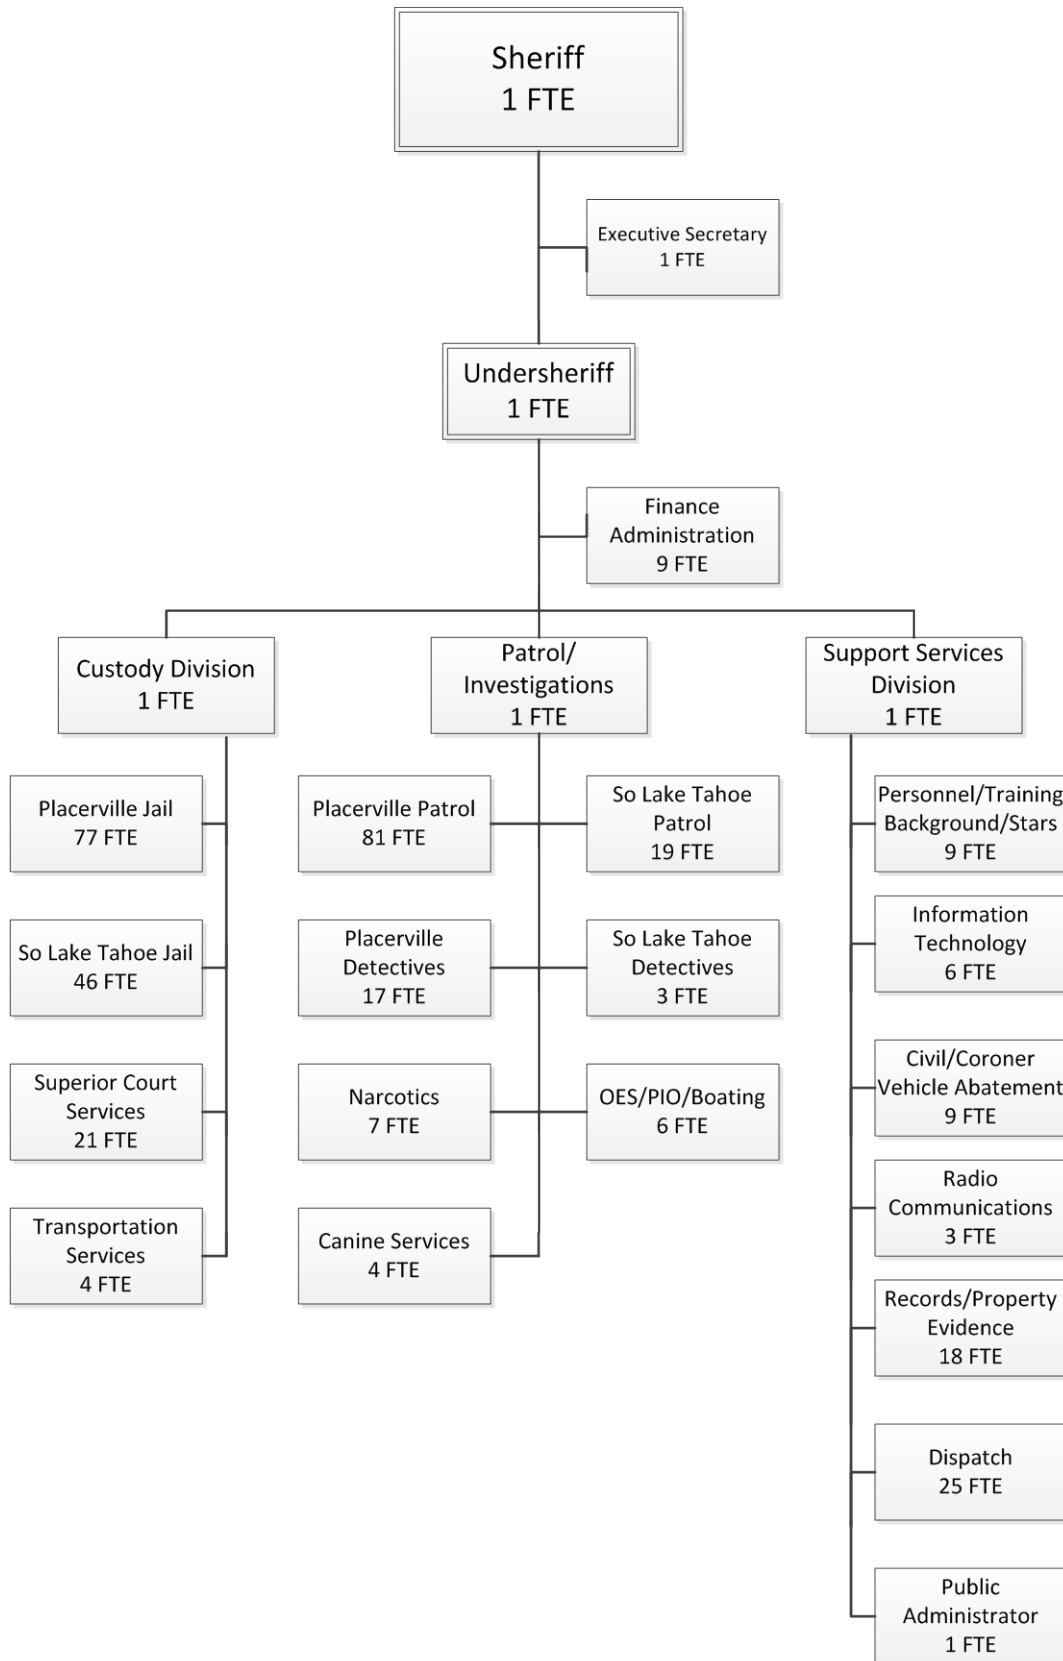 Sheriff
1 FTE
Executive Secretary
1 FTE
Undersheriff
1 FTE
Finance
Administration
9 FTE
Custody Division
1 FTE
Patrol/
Investigations
1 FTE
Support Services
Division
1 FTE
Placerville Jail
77 FTE
So Lake Tahoe Jail
46 FTE
Superior Court
Services
21 FTE
Transportation
Services
4 FTE
Placerville Patrol
81 FTE
So Lake Tahoe
Patrol
19 FTE
Placerville
Detectives
17 FTE
So Lake Tahoe
Detectives
3 FTE
Narcotics
7 FTE
OES/PIO/Boating
6 FTE
Canine Services
4 FTE
Personnel/Training
Background/Stars
9 FTE
Information
Technology
6 FTE
Civil/Coroner
Vehicle Abatement
9 FTE
Radio
Communications
3 FTE
Records/Property
Evidence
18 FTE
Dispatch
25 FTE
Public
Administrator
1 FTE